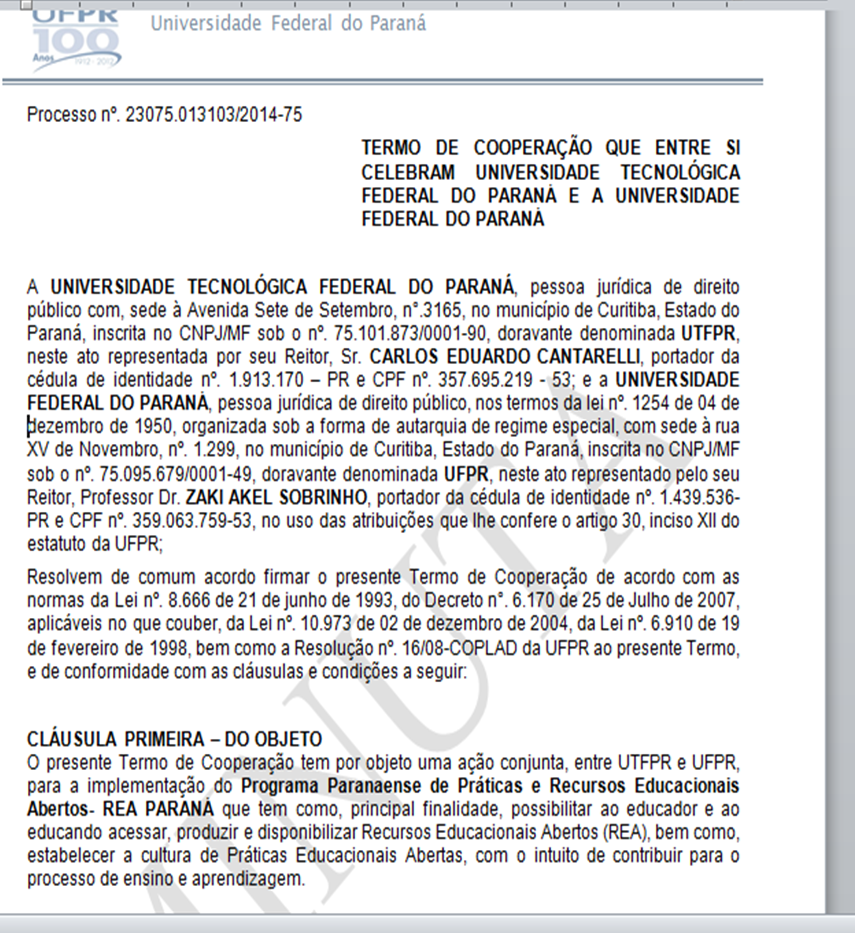 UFPR
100
Anos
1912 - 2012
Universidade Federal do Paraná
Processo nº. 23075.013103/2014-75
TERMO DE COOPERAÇÃO QUE ENTRE SI
CELEBRAM UNIVERSIDADE TECNOLÓGICA
FEDERAL DO PARANÁ E A UNIVERSIDADE
FEDERAL DO PARANÁ
A UNIVERSIDADE TECNOLÓGICA FEDERAL DO PARANÁ, pessoa jurídica de direito
público com, sede à Avenida Sete de Setembro, n°.3165, no município de Curitiba, Estado do
Paraná, inscrita no CNPJ/MF sob o nº. 75.101.873/0001-90, doravante denominada UTFPR,
neste ato representada por seu Reitor, Sr. CARLOS EDUARDO CANTARELLI, portador da
cédula de identidade nº. 1.913.170 – PR e CPF nº. 357.695.219 - 53; e a UNIVERSIDADE
FEDERAL DO PARANÁ, pessoa jurídica de direito público, nos termos da lei nº. 1254 de 04 de
dezembro de 1950, organizada sob a forma de autarquia de regime especial, com sede à rua
XV de Novembro, nº. 1.299, no município de Curitiba, Estado do Paraná, inscrita no CNPJ/MF
sob o nº. 75.095.679/0001-49, doravante denominada UFPR, neste ato representado pelo seu
Reitor, Professor Dr. ZAKI AKEL SOBRINHO, portador da cédula de identidade nº. 1.439.536-
PR e CPF nº. 359.063.759-53, no uso das atribuições que lhe confere o artigo 30, inciso XII do
estatuto da UFPR;
Resolvem de comum acordo firmar o presente Termo de Cooperação de acordo com as
normas da Lei nº. 8.666 de 21 de junho de 1993, do Decreto n°. 6.170 de 25 de Julho de 2007,
aplicáveis no que couber, da Lei nº. 10.973 de 02 de dezembro de 2004, da Lei nº. 6.910 de 19
de fevereiro de 1998, bem como a Resolução nº. 16/08-COPLAD da UFPR ao presente Termo,
e de conformidade com as cláusulas e condições a seguir:
CLÁUSULA PRIMEIRA – DO OBJETO
O presente Termo de Cooperação tem por objeto uma ação conjunta, entre UTFPR e UFPR,
para a implementação do Programa Paranaense de Práticas e Recursos Educacionais
Abertos- REA PARANÁ que tem como, principal finalidade, possibilitar ao educador e ao
educando acessar, produzir e disponibilizar Recursos Educacionais Abertos (REA), bem como,
estabelecer a cultura de Práticas Educacionais Abertas, com o intuito de contribuir para o
processo de ensino e aprendizagem.
MINUTA